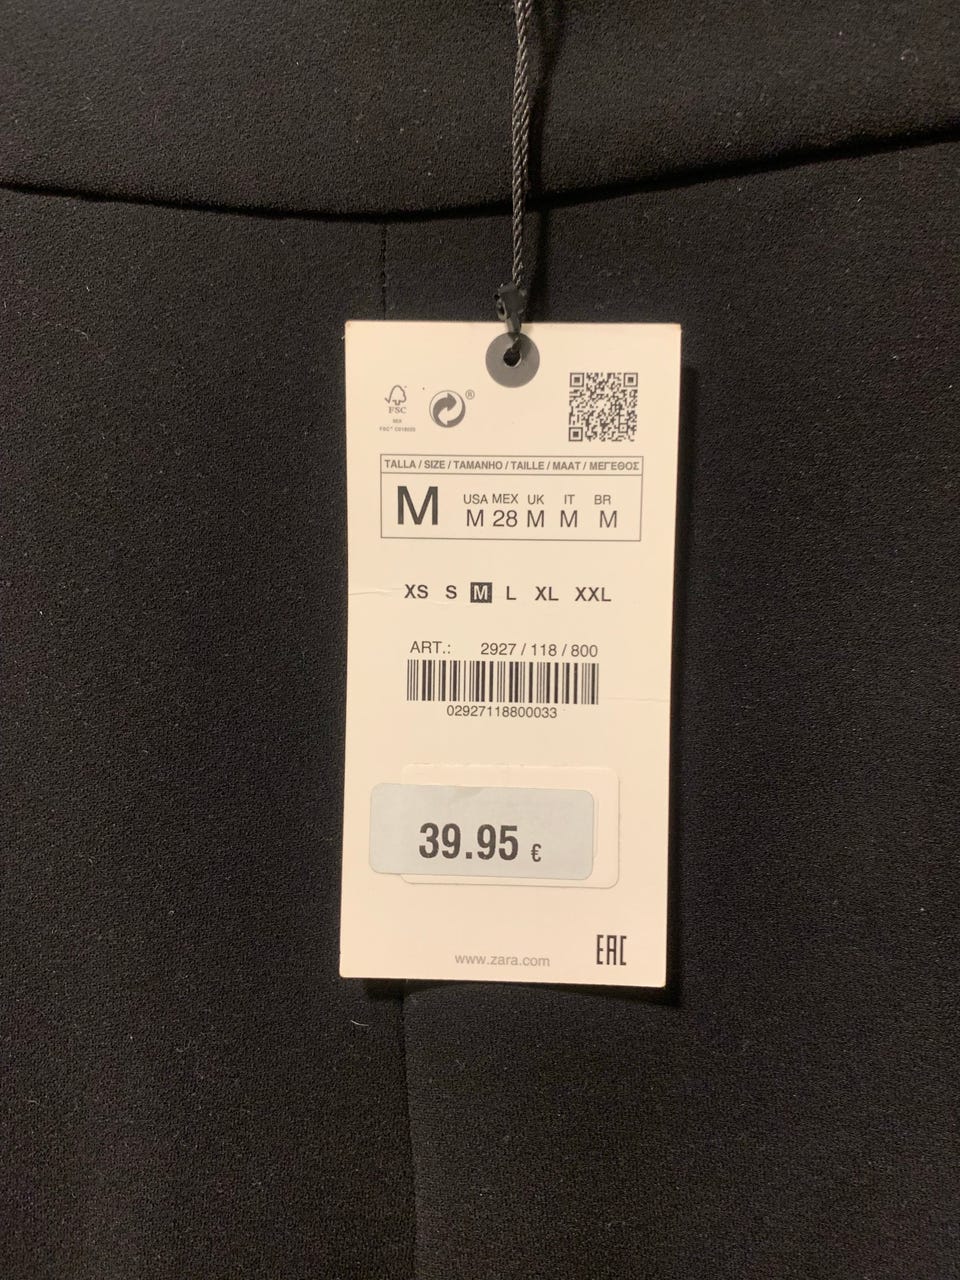 FSC
MIX
®
TALLA / SIZE / TAMANHO / TAILLE / MAAT / ΜΕΓΕΘΟΣ
M
USA MEX UK IT BR
M 28 M M M
XS S M L XL XXL
ART.: 2927 / 118 / 800
02927118800033
39.95 €
www.zara.com
EAC